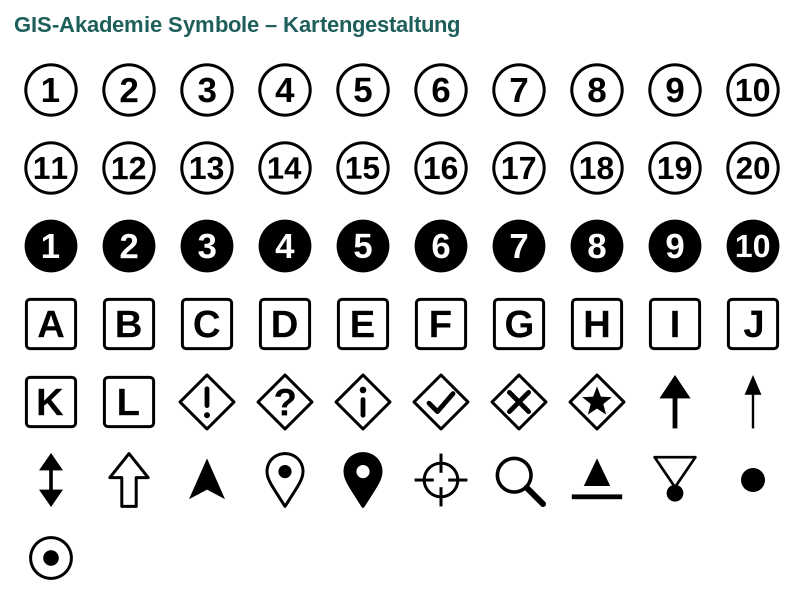 GIS-Akademie Symbole – Kartengestaltung
1 2 3 4 5 6 7 8 9 10
11 12 13 14 15 16 17 18 19 20
1 2 3 4 5 6 7 8 9 10
A B C D E F G H I J
K L ! ? i